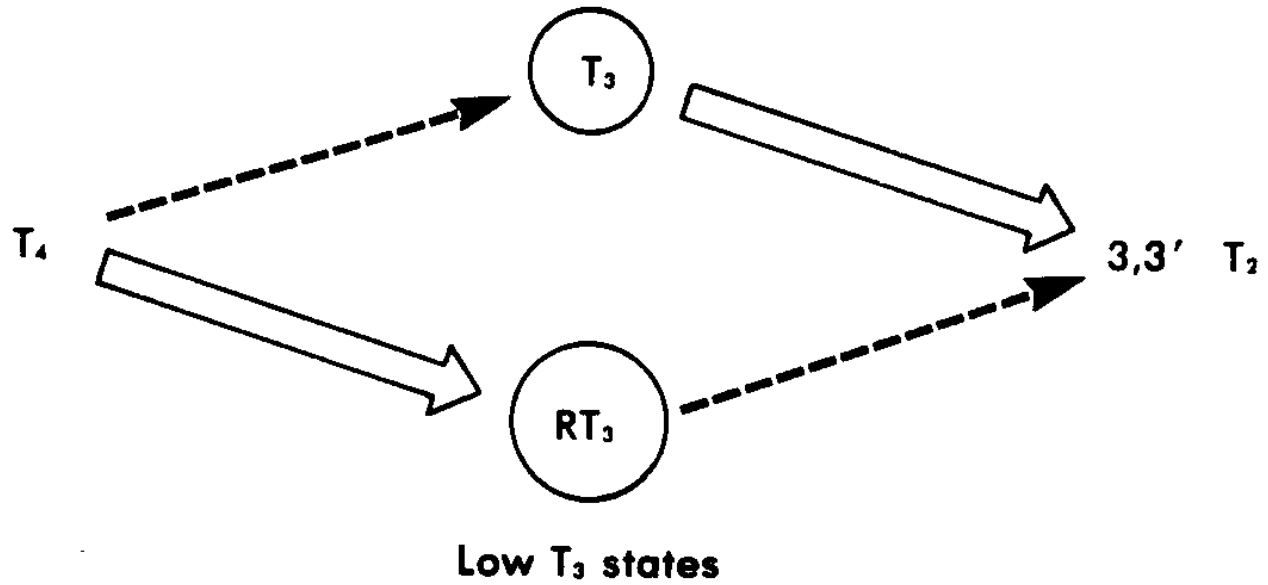 T₃
T₄
3,3′ T₂
RT₃
Low T₃ states